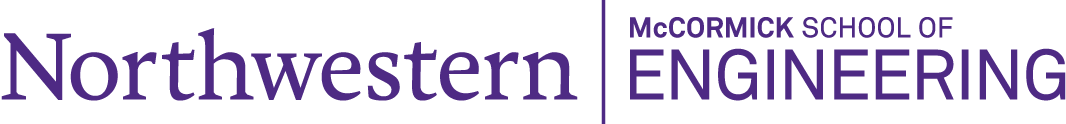 Northwestern
McCORMICK SCHOOL OF
ENGINEERING